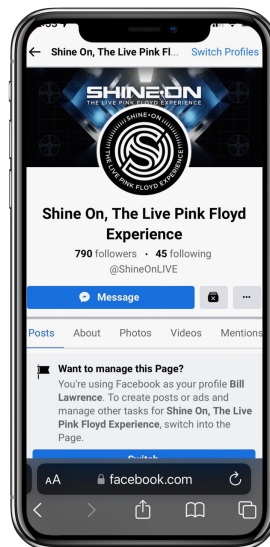 Shine On, The Live Pink Fl... Switch Profiles
SHINE•ON
THE LIVE PINK FLOYD EXPERIENCE
SHINE•ON
THE LIVE PINK FLOYD EXPERIENCE
Shine On, The Live Pink Floyd
Experience
790 followers • 45 following
@ShineOnLIVE
Message
Posts About Photos Videos Mentions
Want to manage this Page?
You're using Facebook as your profile Bill
Lawrence. To create posts or ads and
manage other tasks for Shine On, The Live
Pink Floyd Experience, switch into the
Page.
Switch
AA facebook.com